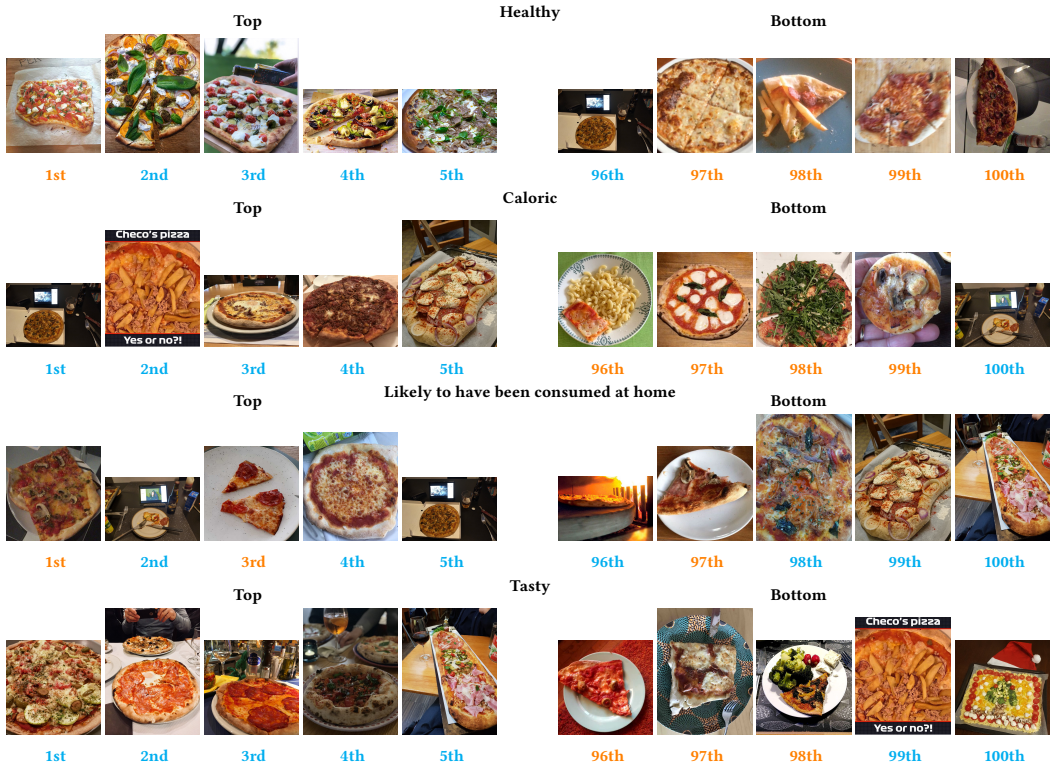 Healthy
Top
Bottom
1st 2nd 3rd 4th 5th 96th 97th 98th 99th 100th
Caloric
Top
Bottom
Checo's pizza
Yes or no?!
1st 2nd 3rd 4th 5th 96th 97th 98th 99th 100th
Likely to have been consumed at home
Top
Bottom
1st 2nd 3rd 4th 5th 96th 97th 98th 99th 100th
Tasty
Top
Bottom
Checo's pizza
Yes or no?!
1st 2nd 3rd 4th 5th 96th 97th 98th 99th 100th